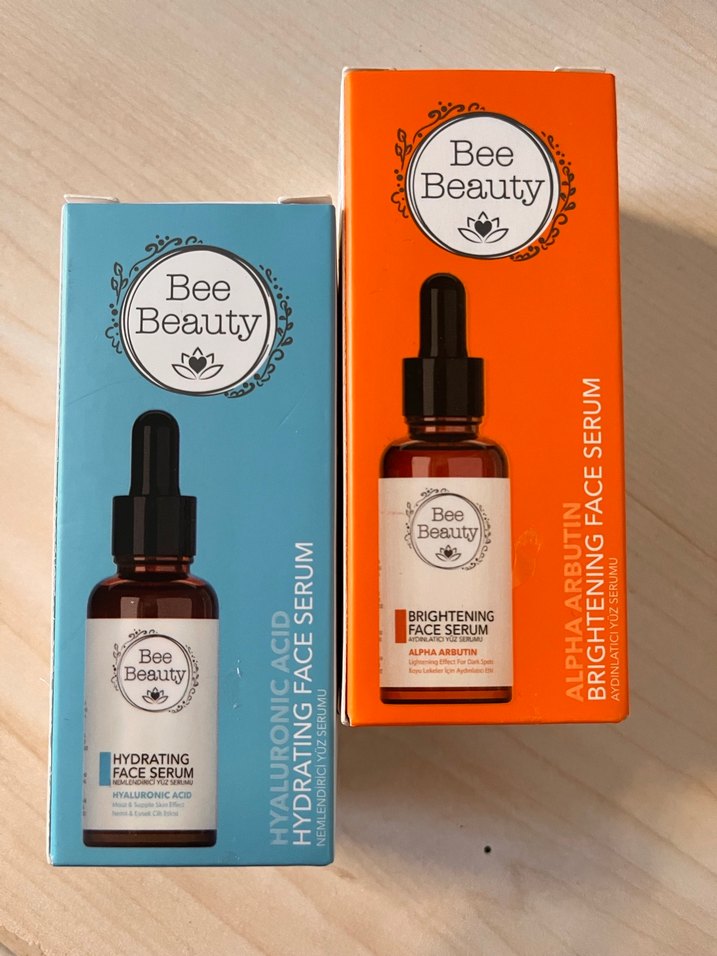 Bee
Beauty
Bee
Beauty
HYDRATING
FACE SERUM
NEMLENDİRİCİ YÜZ SERUMU
HYALURONIC ACID
Moist & Supple Skin Effect
Nemli & Esnek Cilt Etkisi
HYALURONIC ACID
HYDRATING FACE SERUM
NEMLENDİRİCİ YÜZ SERUMU
Bee
Beauty
Bee
Beauty
BRIGHTENING
FACE SERUM
AYDINLATICI YÜZ SERUMU
ALPHA ARBUTIN
Lightening Effect For Dark Spots
Koyu Lekeler İçin Aydınlatıcı Etki
ALPHA ARBUTIN
BRIGHTENING FACE SERUM
AYDINLATICI YÜZ SERUMU